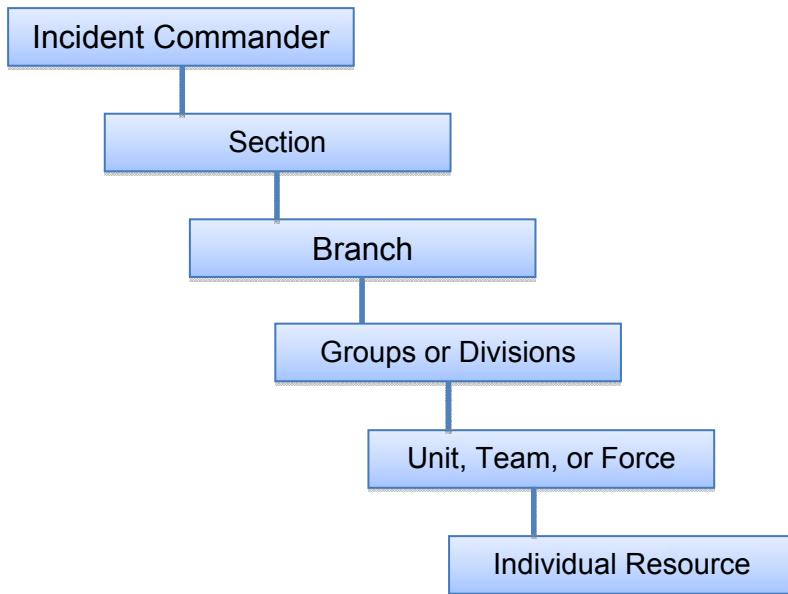 Incident Commander
Section
Branch
Groups or Divisions
Unit, Team, or Force
Individual Resource